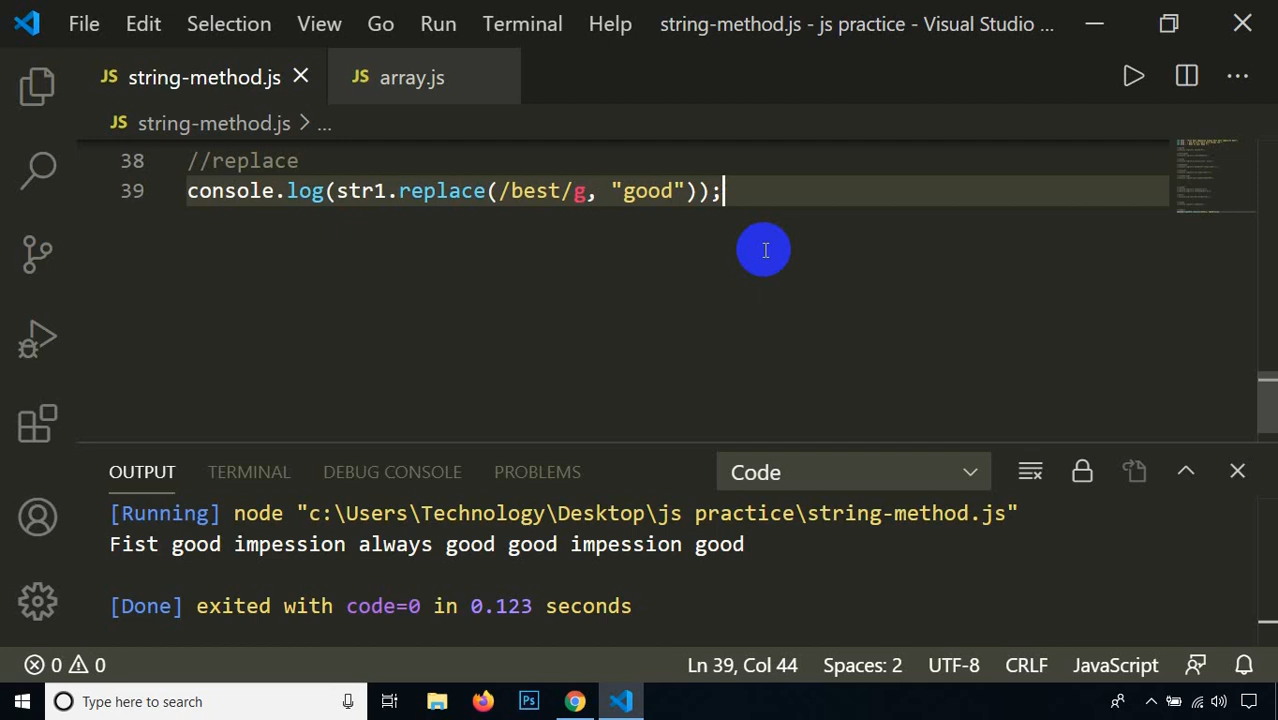 File Edit Selection View Go Run Terminal Help string-method.js - js practice - Visual Studio ...
JS string-method.js JS array.js
JS string-method.js > ...
38 //replace
39 console.log(str1.replace(/best/g, "good"));
OUTPUT TERMINAL DEBUG CONSOLE PROBLEMS Code
[Running] node "c:\Users\Technology\Desktop\js practice\string-method.js"
Fist good impession always good good impession good
[Done] exited with code=0 in 0.123 seconds
0 0 Ln 39, Col 44 Spaces: 2 UTF-8 CRLF JavaScript
Type here to search Ps